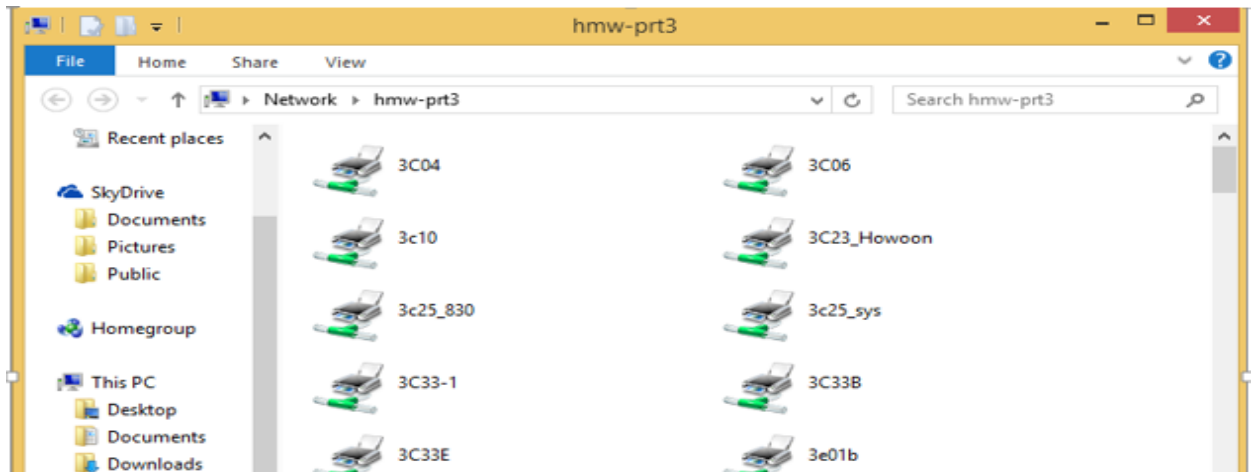 hmw-prt3
File Home Share View
Network hmw-prt3 Search hmw-prt3
Recent places
SkyDrive
Documents
Pictures
Public
Homegroup
This PC
Desktop
Documents
Downloads
3C04 3C06
3c10 3C23_Howoon
3c25_830 3c25_sys
3C33-1 3C33B
3C33E 3e01b